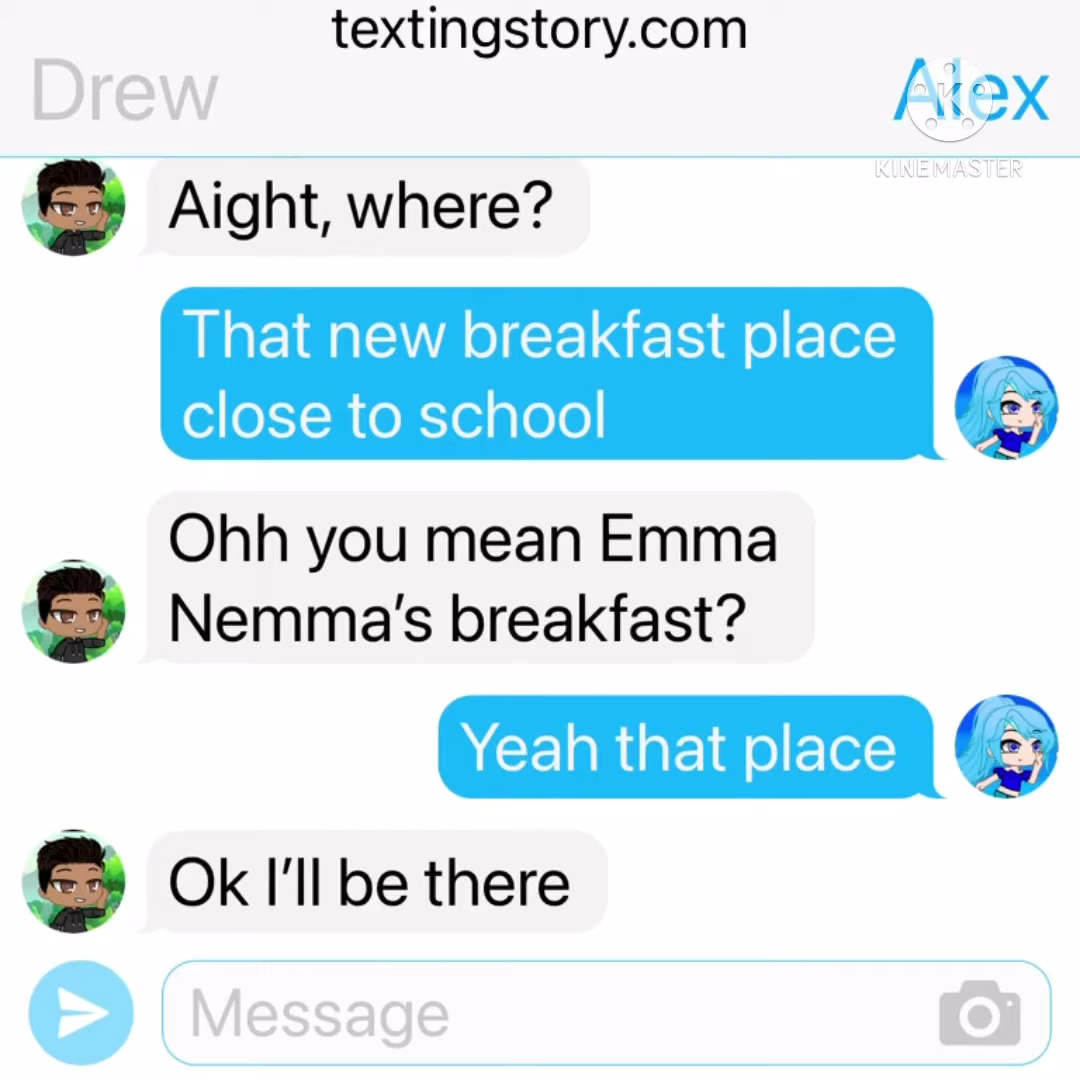 textingstory.com
Drew
Alex
KINEMASTER
Aight, where?
That new breakfast place
close to school
Ohh you mean Emma
Nemma’s breakfast?
Yeah that place
Ok I’ll be there
Message